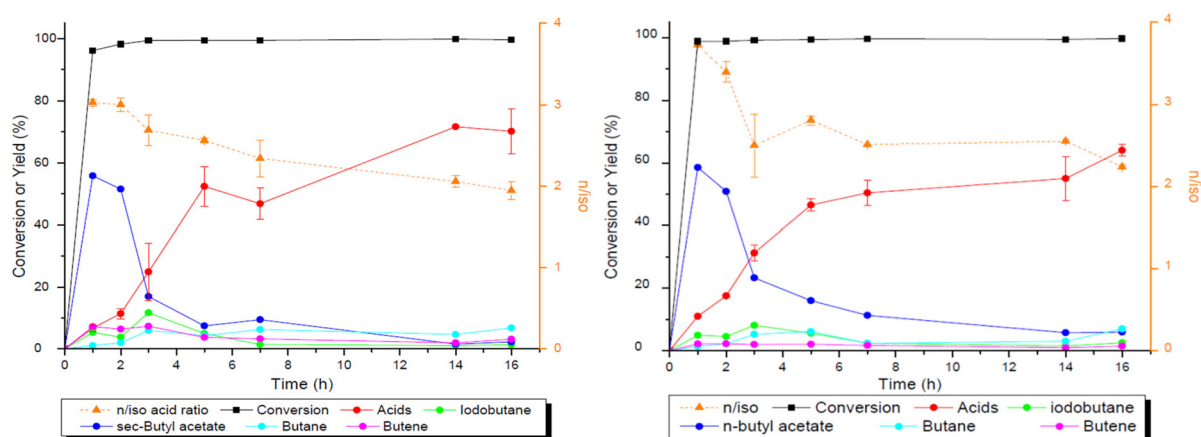 Conversion or Yield (%)
100
80
60
40
20
0
4
3
2
1
0
n/iso
0 2 4 6 8 10 12 14 16
Time (h)
n/iso acid ratio Conversion Acids Iodobutane
sec-Butyl acetate Butane Butene
Conversion or Yield (%)
100
80
60
40
20
0
4
3
2
1
0
n/iso
0 2 4 6 8 10 12 14 16
Time (h)
n/iso Conversion Acids iodobutane
n-butyl acetate Butane Butene